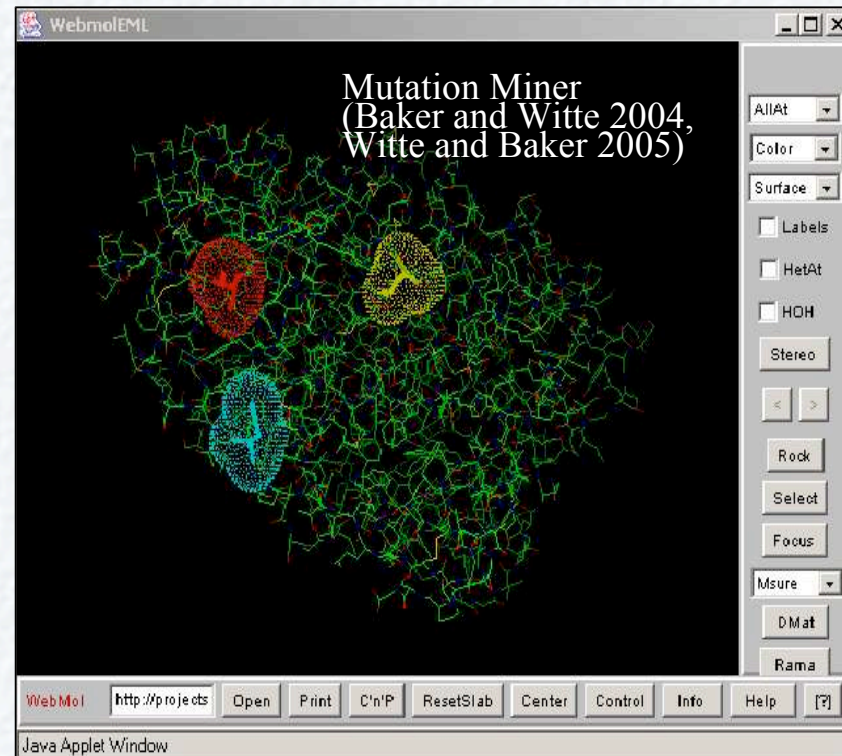 WebmolEML
Mutation Miner
(Baker and Witte 2004,
Witte and Baker 2005)
AllAt
Color
Surface
Labels
HetAt
HOH
Stereo
< >
Rock
Select
Focus
Msure
DMat
Rama
WebMol http://projects Open Print C'n'P ResetSlab Center Control Info Help [?]
Java Applet Window